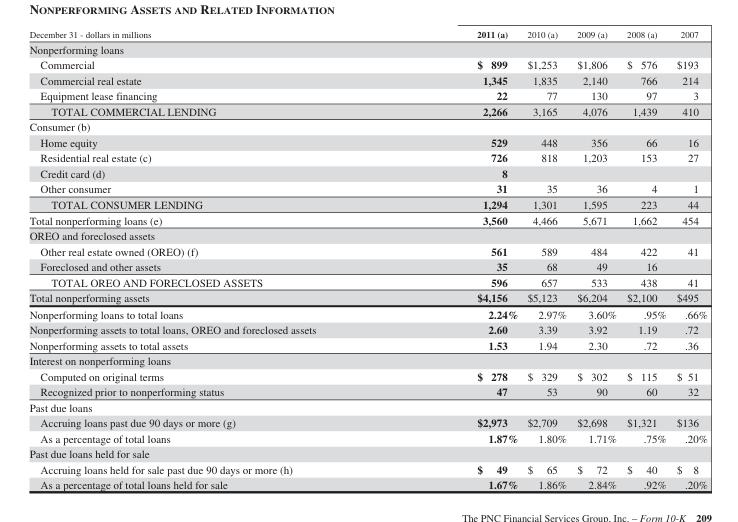 NONPERFORMING ASSETS AND RELATED INFORMATION
December 31 - dollars in millions 2011 (a) 2010 (a) 2009 (a) 2008 (a) 2007
Nonperforming loans
Commercial $ 899 $1,253 $1,806 $ 576 $193
Commercial real estate 1,345 1,835 2,140 766 214
Equipment lease financing 22 77 130 97 3
TOTAL COMMERCIAL LENDING 2,266 3,165 4,076 1,439 410
Consumer (b)
Home equity 529 448 356 66 16
Residential real estate (c) 726 818 1,203 153 27
Credit card (d) 8
Other consumer 31 35 36 4 1
TOTAL CONSUMER LENDING 1,294 1,301 1,595 223 44
Total nonperforming loans (e) 3,560 4,466 5,671 1,662 454
OREO and foreclosed assets
Other real estate owned (OREO) (f) 561 589 484 422 41
Foreclosed and other assets 35 68 49 16
TOTAL OREO AND FORECLOSED ASSETS 596 657 533 438 41
Total nonperforming assets $4,156 $5,123 $6,204 $2,100 $495
Nonperforming loans to total loans 2.24% 2.97% 3.60% .95% .66%
Nonperforming assets to total loans, OREO and foreclosed assets 2.60 3.39 3.92 1.19 .72
Nonperforming assets to total assets 1.53 1.94 2.30 .72 .36
Interest on nonperforming loans
Computed on original terms $ 278 $ 329 $ 302 $ 115 $ 51
Recognized prior to nonperforming status 47 53 90 60 32
Past due loans
Accruing loans past due 90 days or more (g) $2,973 $2,709 $2,698 $1,321 $136
As a percentage of total loans 1.87% 1.80% 1.71% .75% .20%
Past due loans held for sale
Accruing loans held for sale past due 90 days or more (h) $ 49 $ 65 $ 72 $ 40 $ 8
As a percentage of total loans held for sale 1.67% 1.86% 2.84% .92% .20%
The PNC Financial Services Group, Inc. – Form 10-K 209